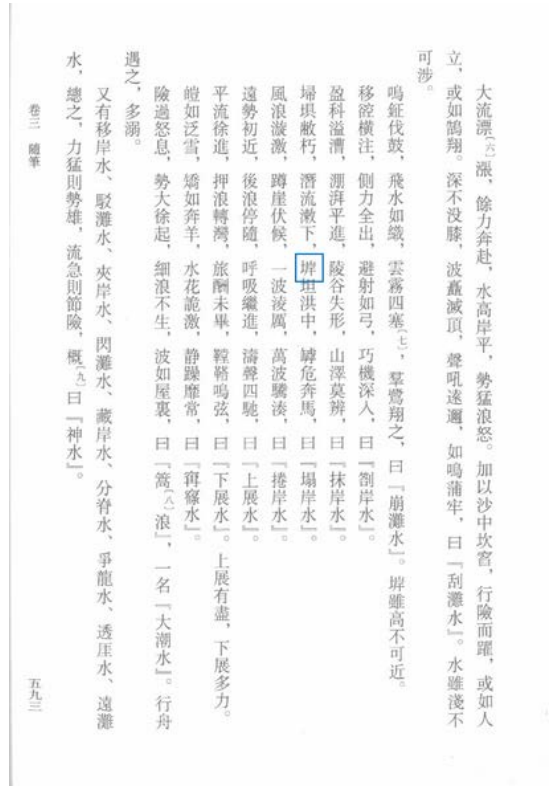 大流漂〔六〕漲，餘力奔赴，水高岸平，勢猛浪怒。加以沙中坎窞，行險而躍，或如人
立，或如鵠翔。深不没膝，波矗滅頂，聲吼遠邇，如鳴蒲牢，曰『刮灘水』。水雖淺不
可涉。
鳴鉦伐鼓，飛水如織，雲霧四塞〔七〕，羣鷺翔之，曰『崩灘水』。埣雖高不可近。
移谾橫注，側力全出，避射如弓，巧機深入，曰『劄岸水』。
盈科溢漕，淜湃平進，陵谷失形，山澤莫辨，曰『抹岸水』。
埽垻敝朽，潛流漱下，埣坦洪中，罅危奔馬，曰『塌岸水』。
風浪漩激，蹲崖伏候，一波淩厲，萬波騰湊，曰『捲岸水』。
遠勢初近，後浪停隨，呼吸繼進，濤聲四馳，曰『上展水』。
平流徐進，押浪轉灣，旅酬未畢，鞺鞳鳴弦，曰『下展水』。上展有盡，下展多力。
皚如泛雪，矯如奔羊，水花詭激，静躁靡常，曰『窩水』。
險過怒息，勢大徐起，細浪不生，波如屋裏，曰『蒿〔八〕浪』，一名『大潮水』。行舟
遇之，多溺。
又有移岸水、駁灘水、夾岸水、閃灘水、藏岸水、分脊水、爭龍水、透厓水、遠灘
水，總之，力猛則勢雄，流急則節險，概〔九〕曰『神水』。
卷三 隨筆
五九三